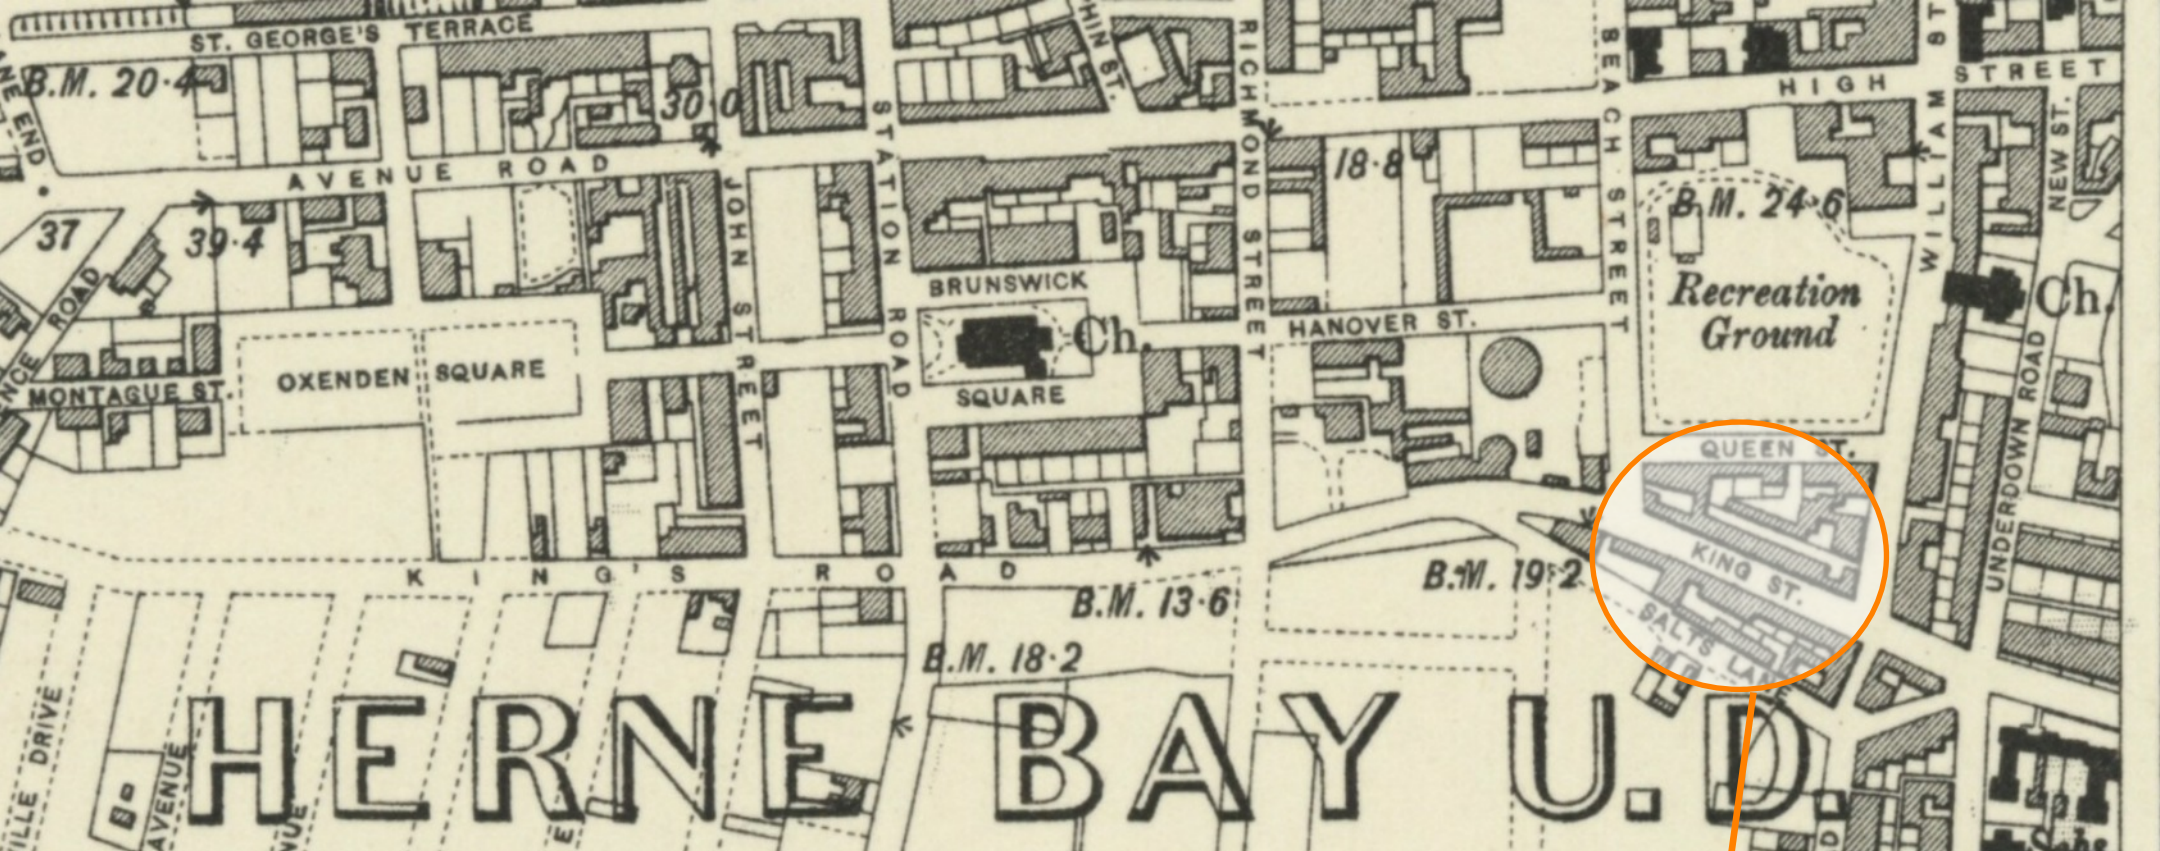 ST. GEORGE'S TERRACE
B.M. 20·4
30·0
HIGH STREET
BEACH STREET
RICHMOND STREET
STATION ROAD
WILLIAM ST
NEW ST.
AVENUE ROAD
18·8
B.M. 24·6
37
39·4
ROAD
JOHN STREET
BRUNSWICK
Ch.
SQUARE
HANOVER ST.
Recreation
Ground
Ch.
MONTAGUE ST.
OXENDEN SQUARE
UNDERDOWN ROAD
QUEEN ST.
KING ST.
SALTS LANE
KING'S ROAD
B.M. 19·2
B.M. 13·6
B.M. 18·2
HERNE BAY U.D.
DRIVE
AVENUE
Schs